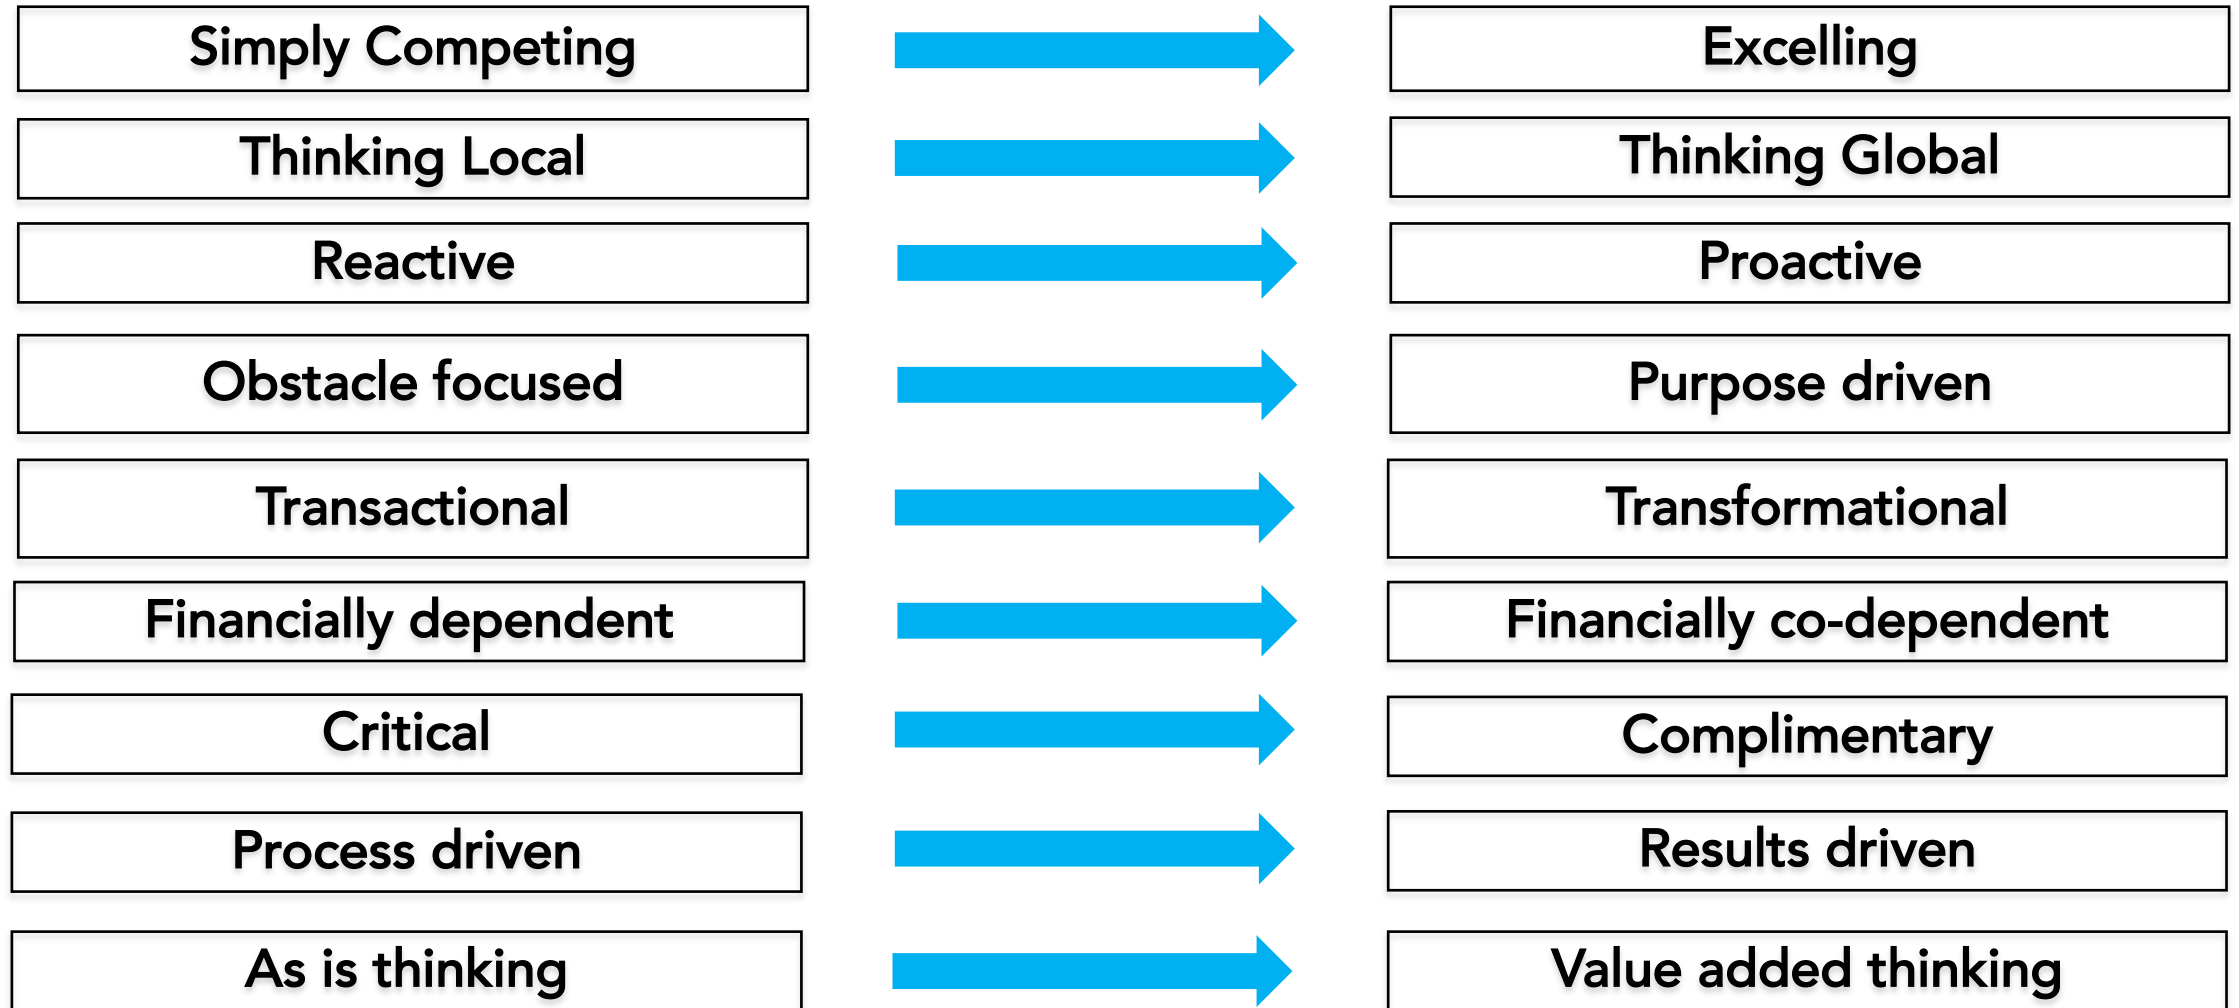 Simply Competing
Excelling
Thinking Local
Thinking Global
Reactive
Proactive
Obstacle focused
Purpose driven
Transactional
Transformational
Financially dependent
Financially co-dependent
Critical
Complimentary
Process driven
Results driven
As is thinking
Value added thinking